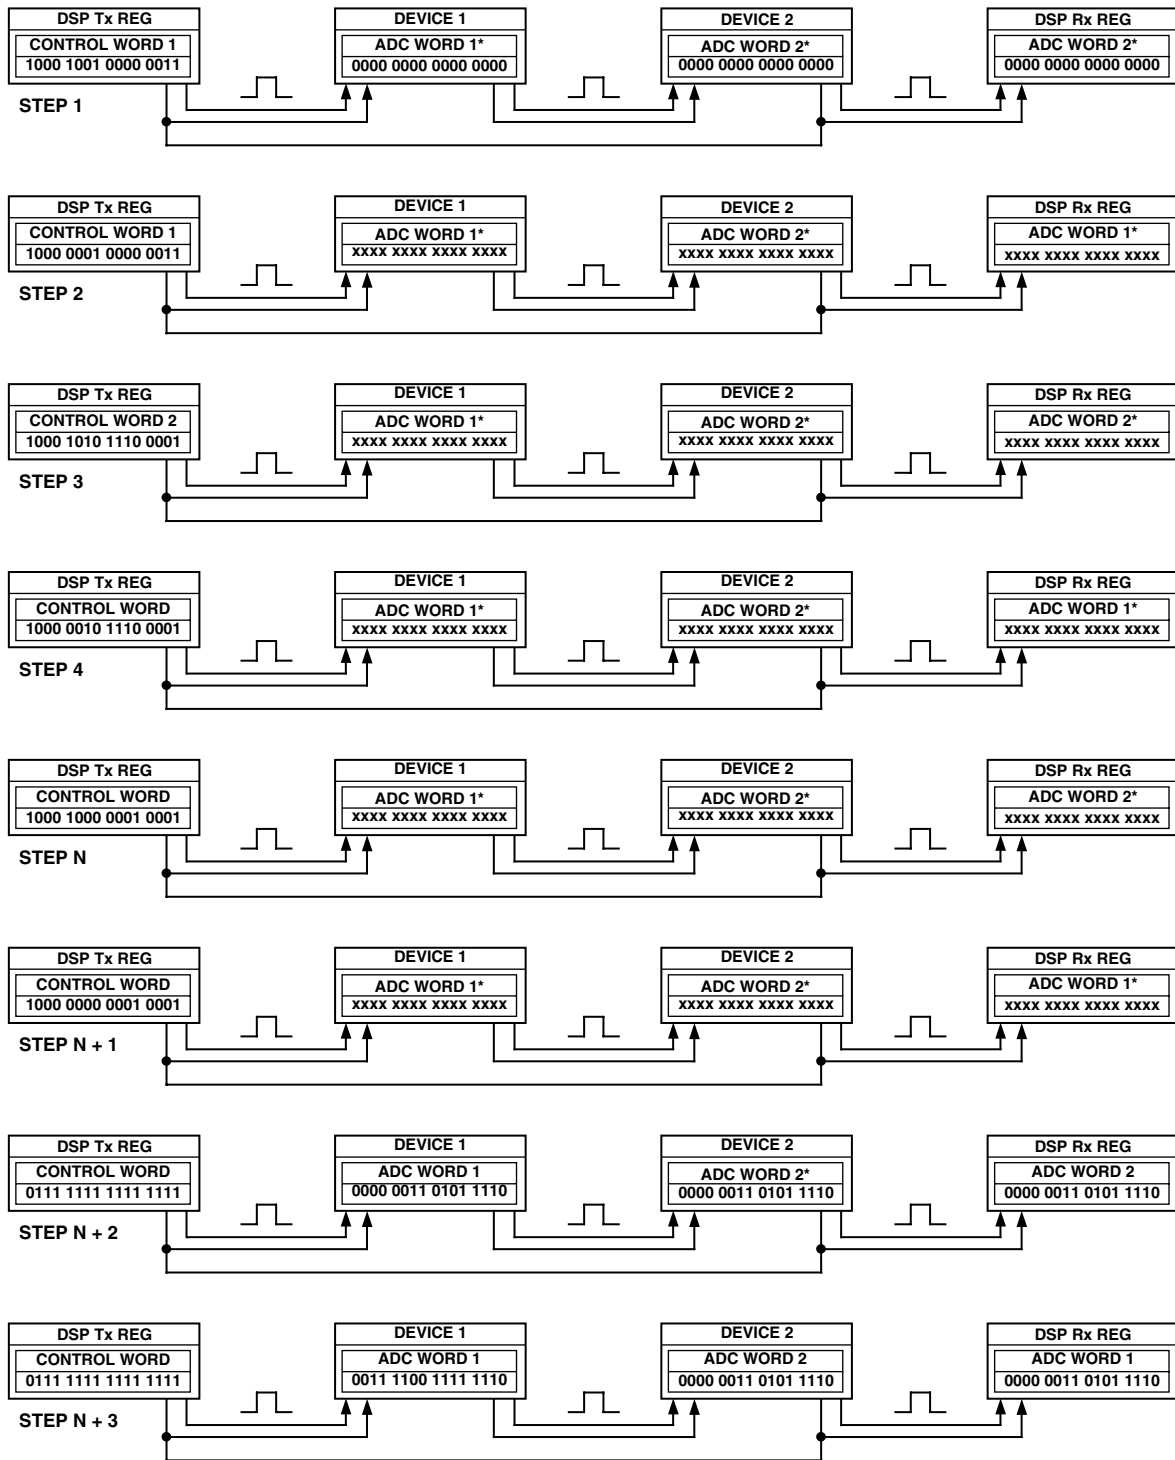 DSP Tx REG DEVICE 1 DEVICE 2 DSP Rx REG
CONTROL WORD 1 ADC WORD 1* ADC WORD 2* ADC WORD 2*
1000 1001 0000 0011 0000 0000 0000 0000 0000 0000 0000 0000 0000 0000 0000 0000
STEP 1
DSP Tx REG DEVICE 1 DEVICE 2 DSP Rx REG
CONTROL WORD 1 ADC WORD 1* ADC WORD 2* ADC WORD 1*
1000 0001 0000 0011 xxxx xxxx xxxx xxxx xxxx xxxx xxxx xxxx xxxx xxxx xxxx xxxx
STEP 2
DSP Tx REG DEVICE 1 DEVICE 2 DSP Rx REG
CONTROL WORD 2 ADC WORD 1* ADC WORD 2* ADC WORD 2*
1000 1010 1110 0001 xxxx xxxx xxxx xxxx xxxx xxxx xxxx xxxx xxxx xxxx xxxx xxxx
STEP 3
DSP Tx REG DEVICE 1 DEVICE 2 DSP Rx REG
CONTROL WORD ADC WORD 1* ADC WORD 2* ADC WORD 1*
1000 0010 1110 0001 xxxx xxxx xxxx xxxx xxxx xxxx xxxx xxxx xxxx xxxx xxxx xxxx
STEP 4
DSP Tx REG DEVICE 1 DEVICE 2 DSP Rx REG
CONTROL WORD ADC WORD 1* ADC WORD 2* ADC WORD 2*
1000 1000 0001 0001 xxxx xxxx xxxx xxxx xxxx xxxx xxxx xxxx xxxx xxxx xxxx xxxx
STEP N
DSP Tx REG DEVICE 1 DEVICE 2 DSP Rx REG
CONTROL WORD ADC WORD 1* ADC WORD 2* ADC WORD 1*
1000 0000 0001 0001 xxxx xxxx xxxx xxxx xxxx xxxx xxxx xxxx xxxx xxxx xxxx xxxx
STEP N + 1
DSP Tx REG DEVICE 1 DEVICE 2 DSP Rx REG
CONTROL WORD ADC WORD 1 ADC WORD 2* ADC WORD 2
0111 1111 1111 1111 0000 0011 0101 1110 0000 0011 0101 1110 0000 0011 0101 1110
STEP N + 2
DSP Tx REG DEVICE 1 DEVICE 2 DSP Rx REG
CONTROL WORD ADC WORD 1 ADC WORD 2 ADC WORD 1
0111 1111 1111 1111 0011 1100 1111 1110 0000 0011 0101 1110 0000 0011 0101 1110
STEP N + 3